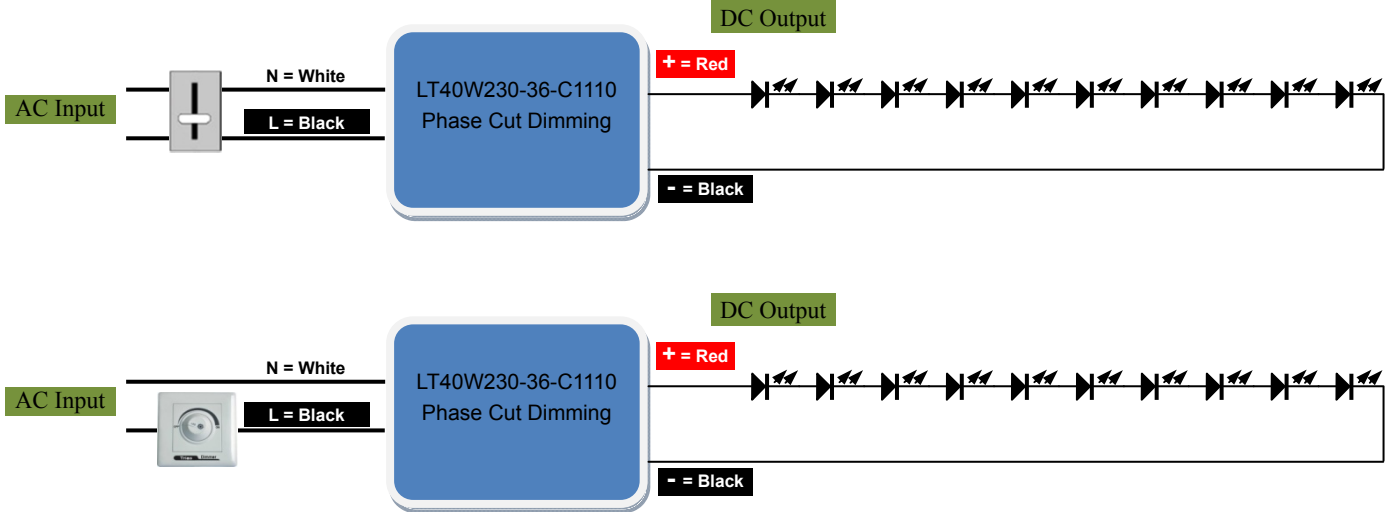 DC Output
+ = Red
N = White
AC Input
L = Black
LT40W230-36-C1110
Phase Cut Dimming
- = Black
DC Output
+ = Red
N = White
AC Input
L = Black
LT40W230-36-C1110
Phase Cut Dimming
Dimmer
- = Black